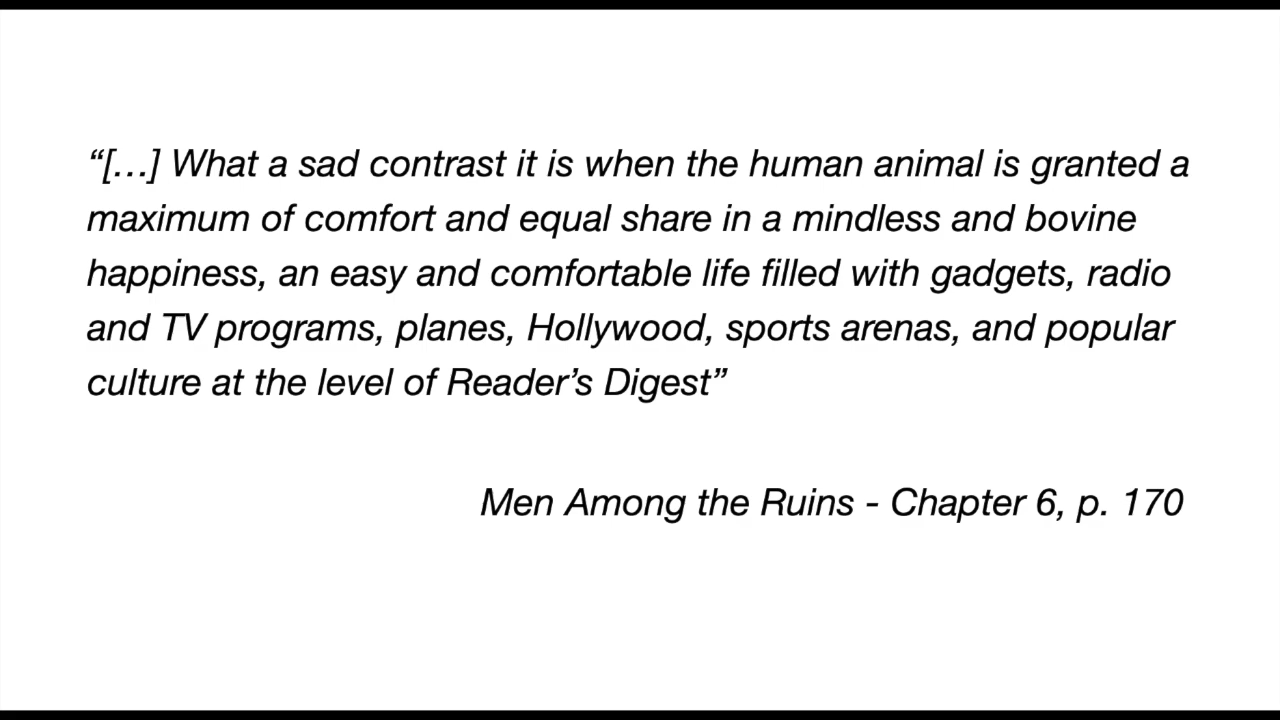 “[…] What a sad contrast it is when the human animal is granted a
maximum of comfort and equal share in a mindless and bovine
happiness, an easy and comfortable life filled with gadgets, radio
and TV programs, planes, Hollywood, sports arenas, and popular
culture at the level of Reader’s Digest”
Men Among the Ruins - Chapter 6, p. 170